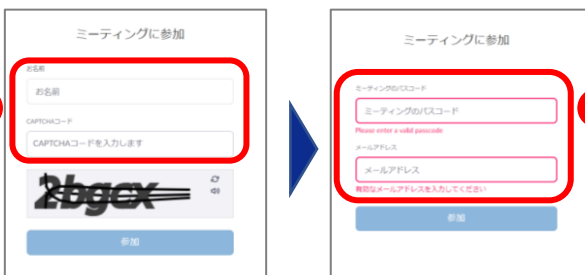 ミーティングに参加
お名前
お名前
CAPTCHAコード
CAPTCHAコードを入力します
2bgcx
参加
ミーティングに参加
ミーティングのパスコード
ミーティングのパスコード
Please enter a valid passcode
メールアドレス
メールアドレス
有効なメールアドレスを入力してください
参加